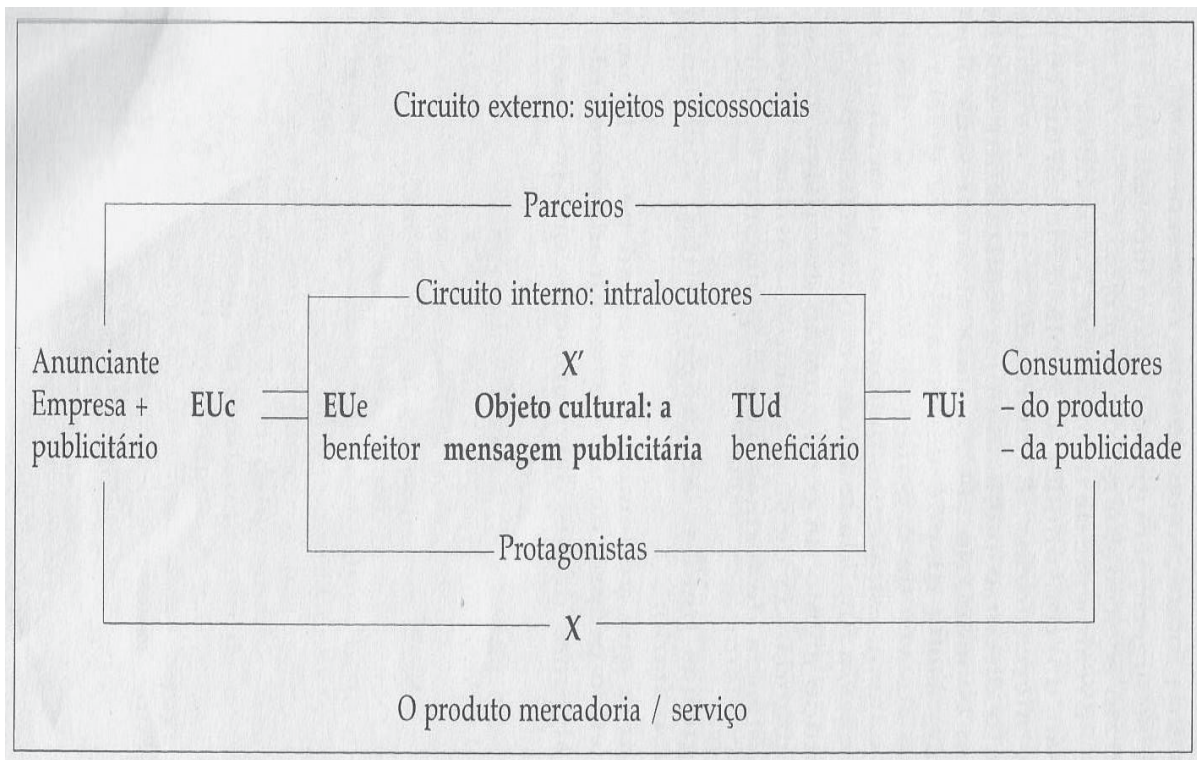 Circuito externo: sujeitos psicossociais
Parceiros
Circuito interno: intralocutores
Anunciante
Empresa +
publicitário
EUc
EUe
benfeitor
X'
Objeto cultural: a
mensagem publicitária
TUd
beneficiário
TUi
Consumidores
– do produto
– da publicidade
Protagonistas
X
O produto mercadoria / serviço